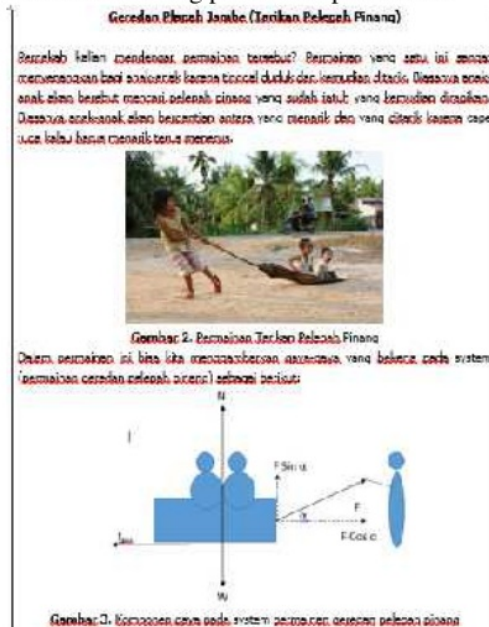 Geredan Plepah Jambe (Tarikan Pelepah Pinang)
Pernekah kalian mendengar permainan tersebut? Permainan yang satu ini sangat
menyenangkan bagi anak-anak karena tinggal duduk dan kemudian ditarik. Biasanya anak-
anak akan berebut mencari pelepah pinang yang sudah jatuh yang kemudian
Biasanya anak-anak akan bergantian antara yang menarik dan yang ditarik karena cape
juga kalau harus menarik terus menerus.
Gambar 2. Permainan Tarikan Pelepah Pinang
Dalam permainan ini bisa kita menggambarkan gaya-gaya yang bekerja pada system
(permainan geredan pelepah pinang) sebagai berikut:
N
F Sin α
α
F
F Cos α
W
Gambar 3. Komponen gaya pada system permainan geredan pelepah pinang